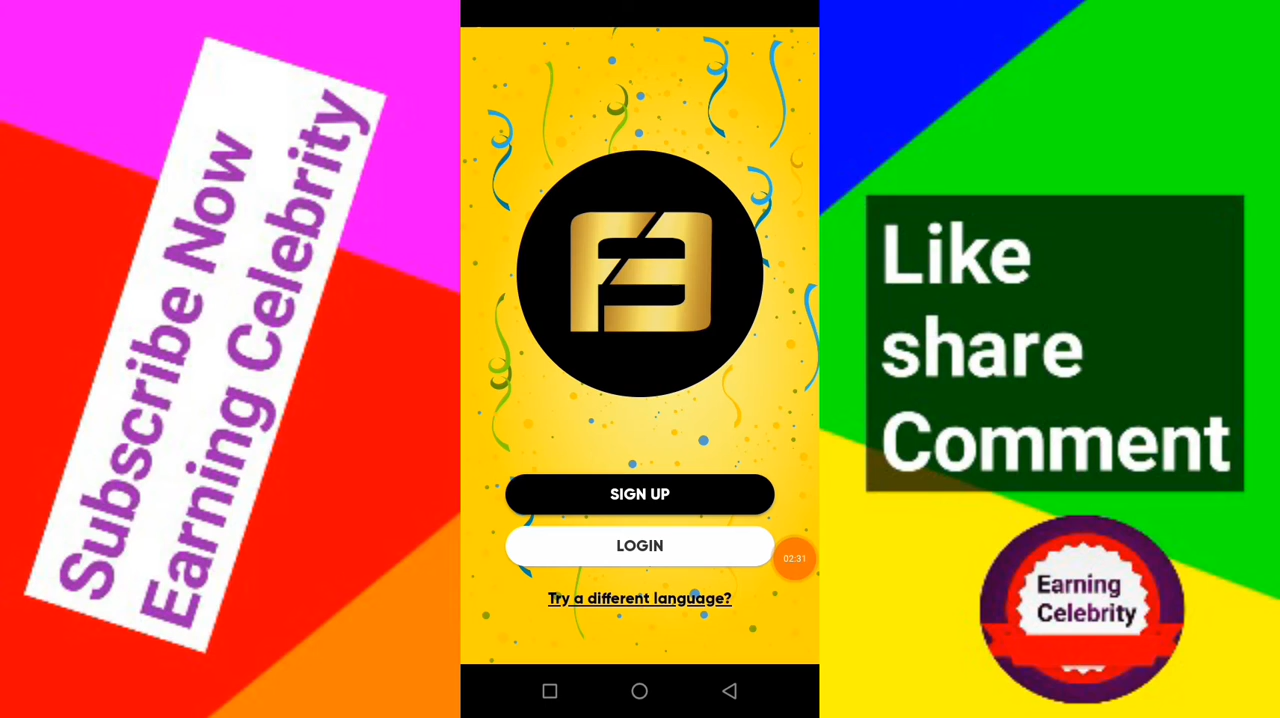 Subscribe Now
Earning Celebrity
SIGN UP
LOGIN
02:31
Try a different language?
Like
share
Comment
Earning
Celebrity